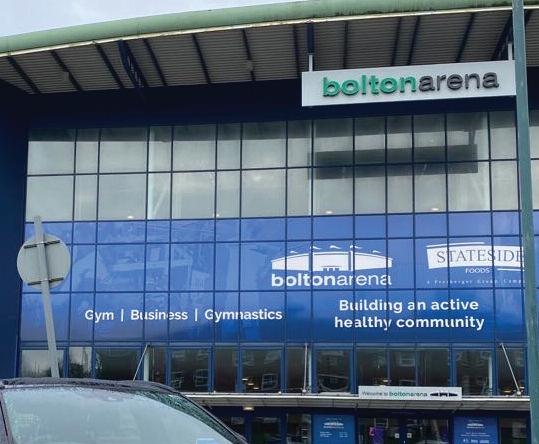 boltonarena
boltonarena
STATESIDE
FOODS
Gym | Business | Gymnastics
Building an active
healthy community
Welcome to boltonarena